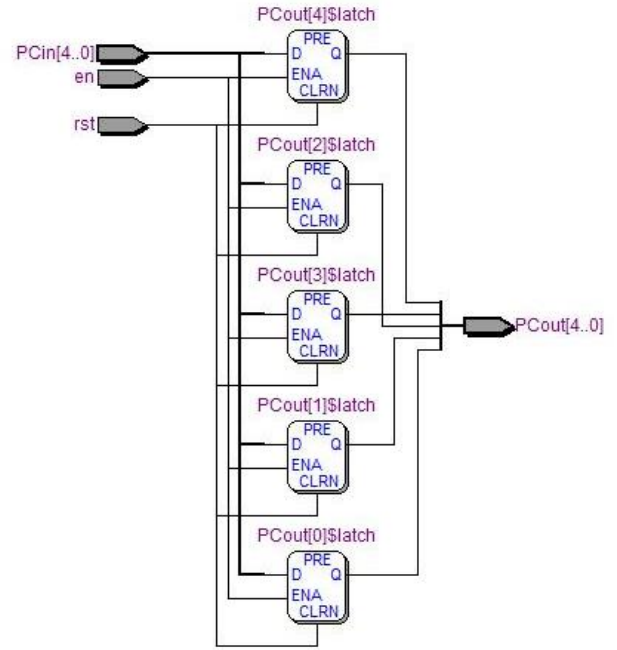 PCout[4]$latch
PCin[4..0]
en
rst
PRE
D Q
ENA
CLRN
PCout[2]$latch
PRE
D Q
ENA
CLRN
PCout[3]$latch
PRE
D Q
ENA
CLRN
PCout[4..0]
PCout[1]$latch
PRE
D Q
ENA
CLRN
PCout[0]$latch
PRE
D Q
ENA
CLRN